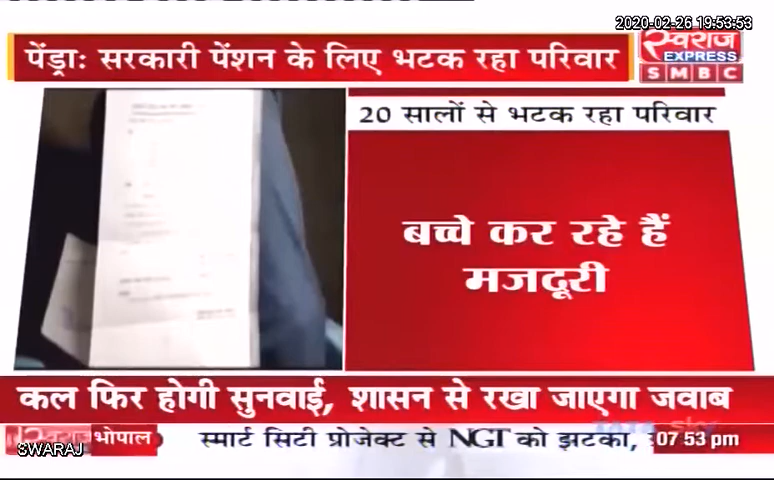 2020-02-26 19:53:53
पेंड्राः सरकारी पेंशन के लिए भटक रहा परिवार
स्वराज
EXPRESS
SMBC
20 सालों से भटक रहा परिवार
बच्चे कर रहे हैं
मजदूरी
कल फिर होगी सुनवाई, शासन से रखा जाएगा जवाब
स्वराज भोपाल
स्मार्ट सिटी प्रोजेक्ट से NGT को झटका,
07 53 pm
SWARAJ